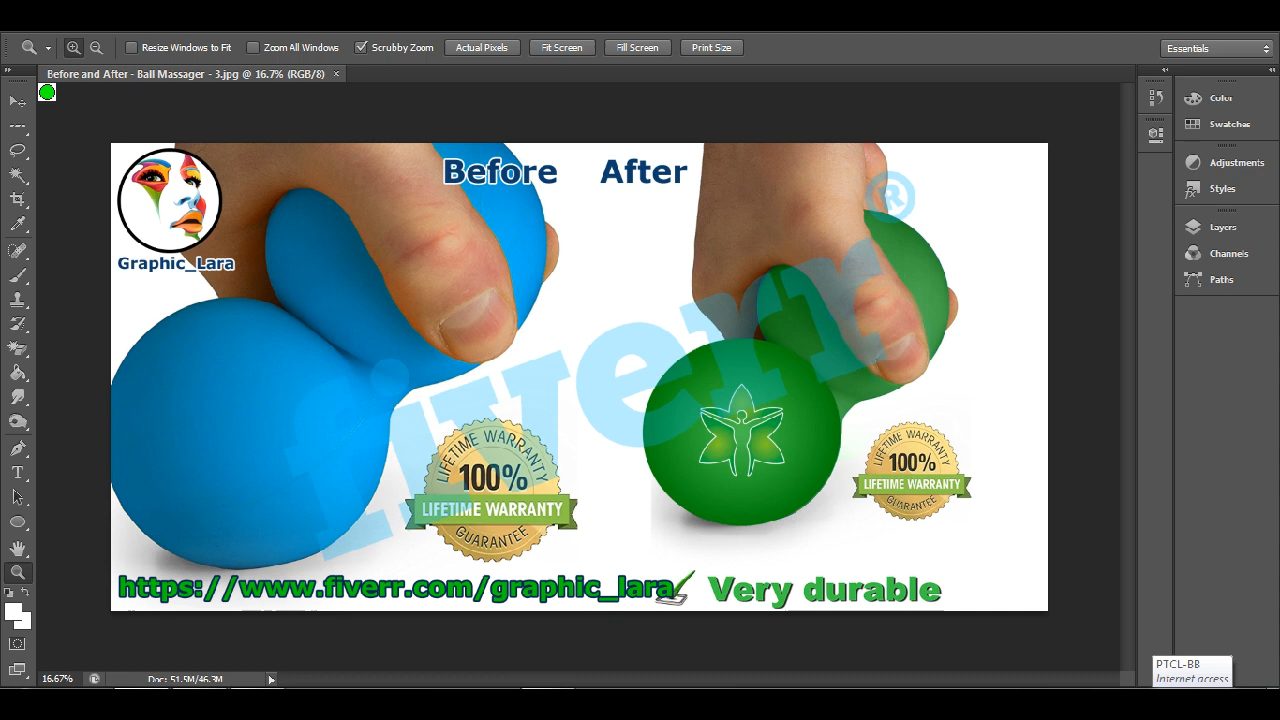 Resize Windows to Fit
Zoom All Windows
Scrubby Zoom
Actual Pixels
Fit Screen
Fill Screen
Print Size
Essentials
Before and After - Ball Massager - 3.jpg @ 16.7% (RGB/8) ×
Before After
Graphic_Lara
fiverr®
LIFETIME WARRANTY
100%
LIFETIME WARRANTY
GUARANTEE
LIFETIME WARRANTY
100%
LIFETIME WARRANTY
GUARANTEE
https://www.fiverr.com/graphic_lara
Very durable
Color
Swatches
Adjustments
Styles
Layers
Channels
Paths
16.67%
Doc: 51.5M/46.3M
PTCL-BB
Internet access